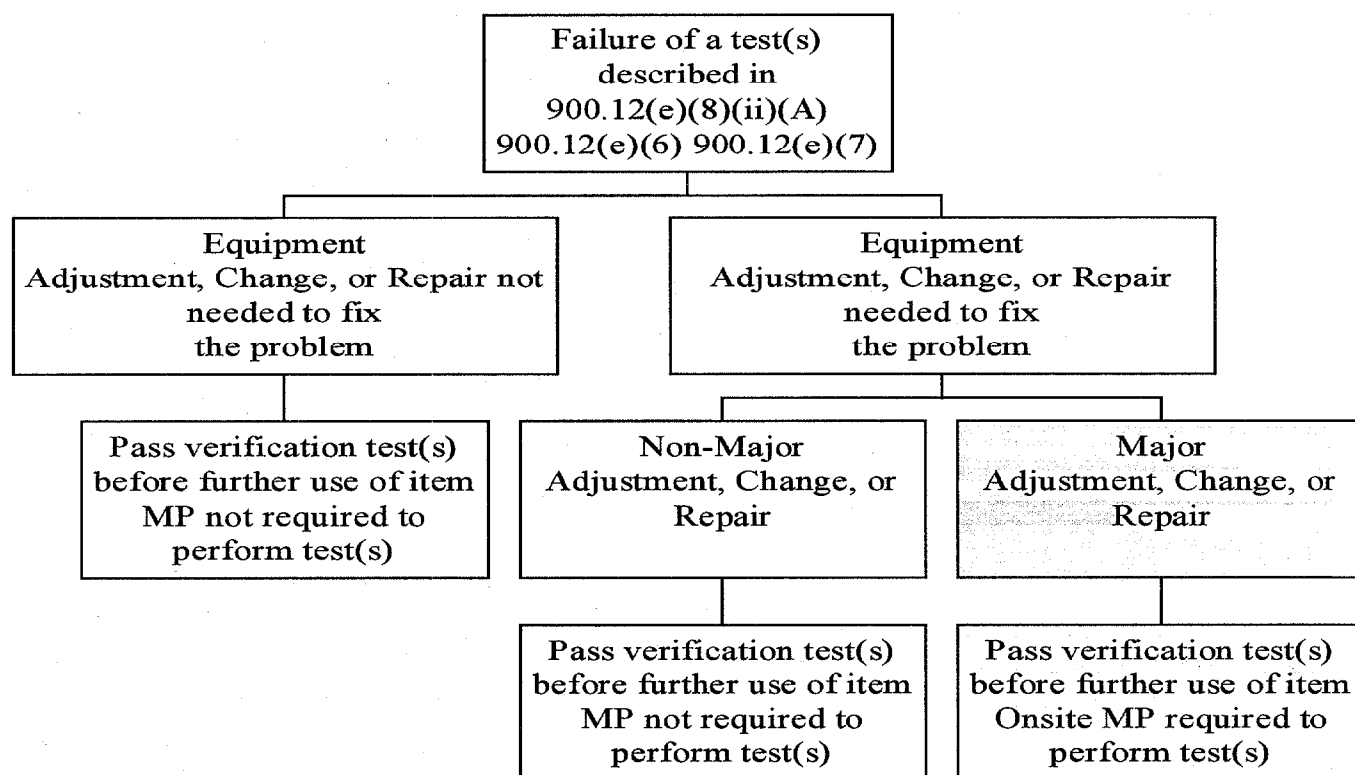 Failure of a test(s)
described in
900.12(e)(8)(ii)(A)
900.12(e)(6) 900.12(e)(7)
Equipment
Adjustment, Change, or Repair not
needed to fix
the problem
Equipment
Adjustment, Change, or Repair
needed to fix
the problem
Pass verification test(s)
before further use of item
MP not required to
perform test(s)
Non-Major
Adjustment, Change, or
Repair
Major
Adjustment, Change, or
Repair
Pass verification test(s)
before further use of item
MP not required to
perform test(s)
Pass verification test(s)
before further use of item
Onsite MP required to
perform test(s)